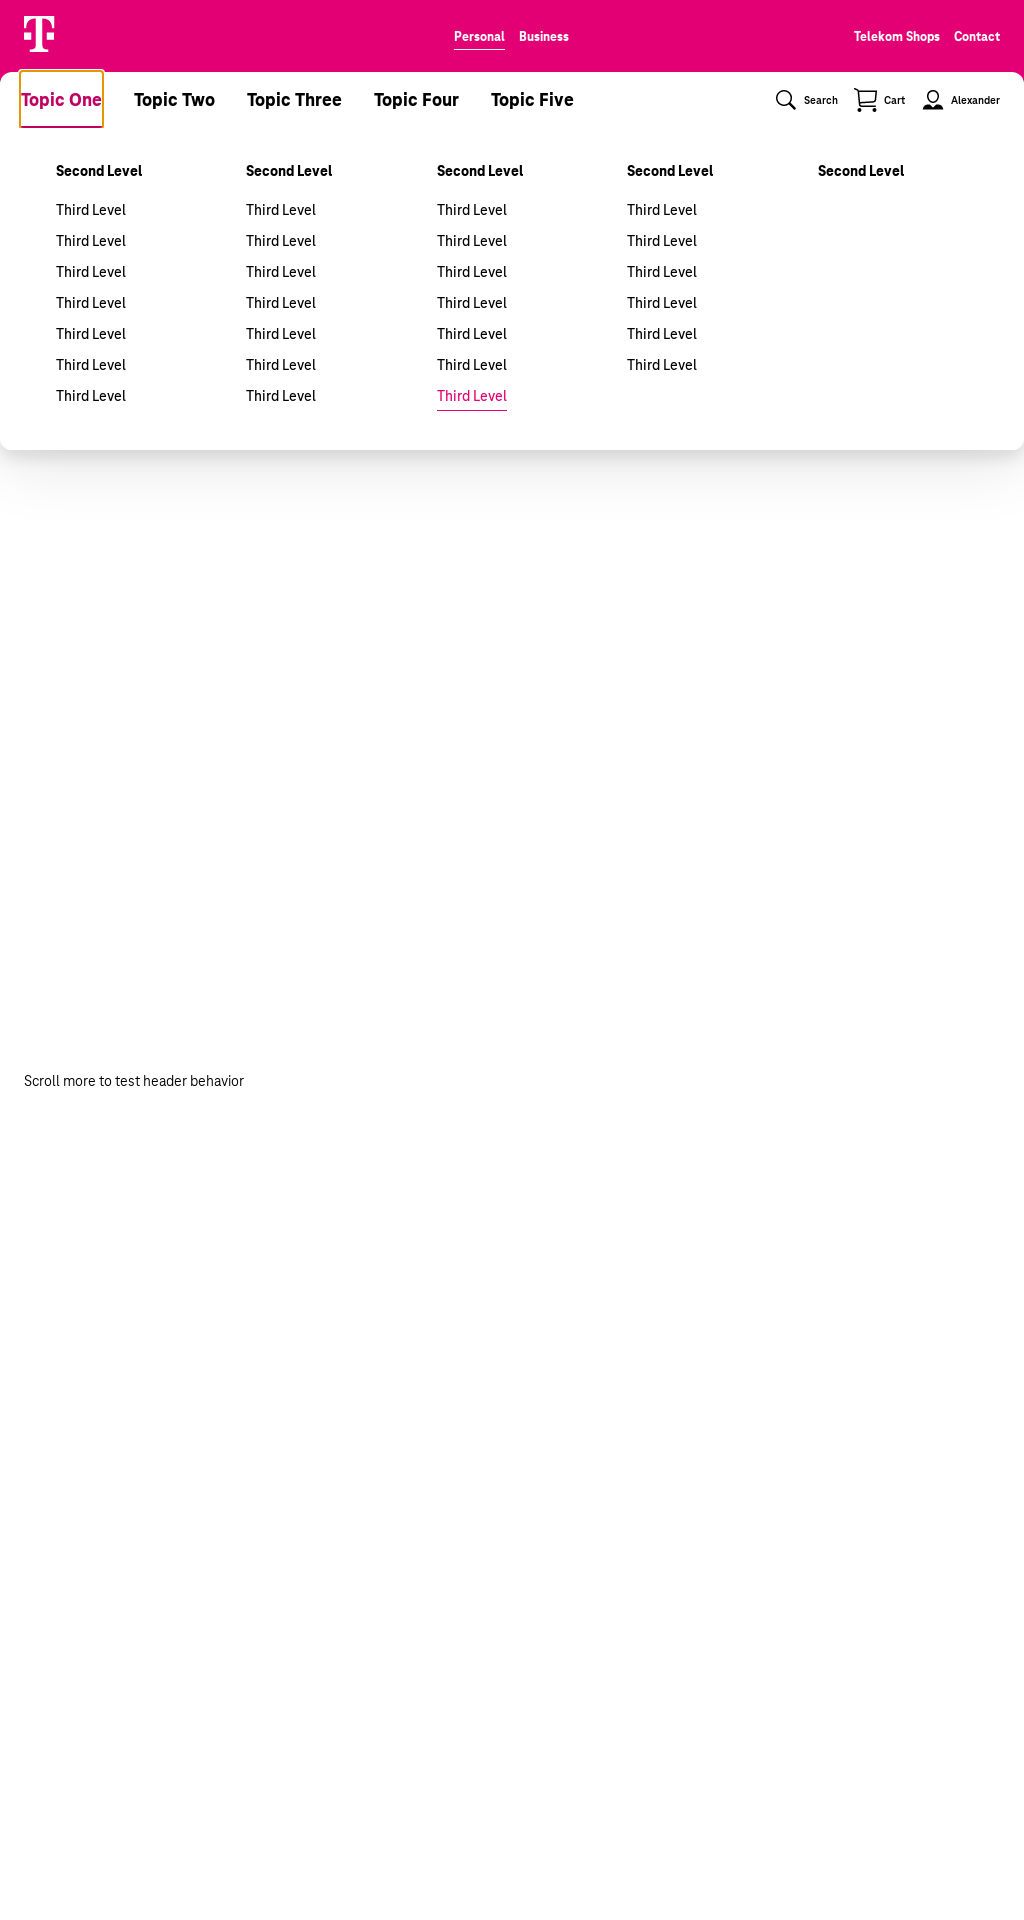 Personal Business
Telekom Shops Contact
Topic One Topic Two Topic Three Topic Four Topic Five
Search Cart Alexander
Second Level Second Level Second Level Second Level Second Level
Third Level Third Level Third Level Third Level
Third Level Third Level Third Level Third Level
Third Level Third Level Third Level Third Level
Third Level Third Level Third Level Third Level
Third Level Third Level Third Level Third Level
Third Level Third Level Third Level Third Level
Third Level Third Level Third Level
Scroll more to test header behavior